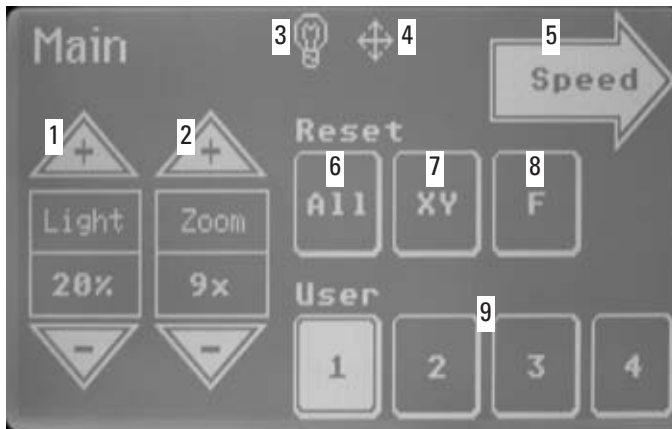 Main
3
4
5
Speed
1
+
2
+
Reset
6
All
7
XY
8
F
Light
Zoom
20%
9x
User
9
-
-
1
2
3
4